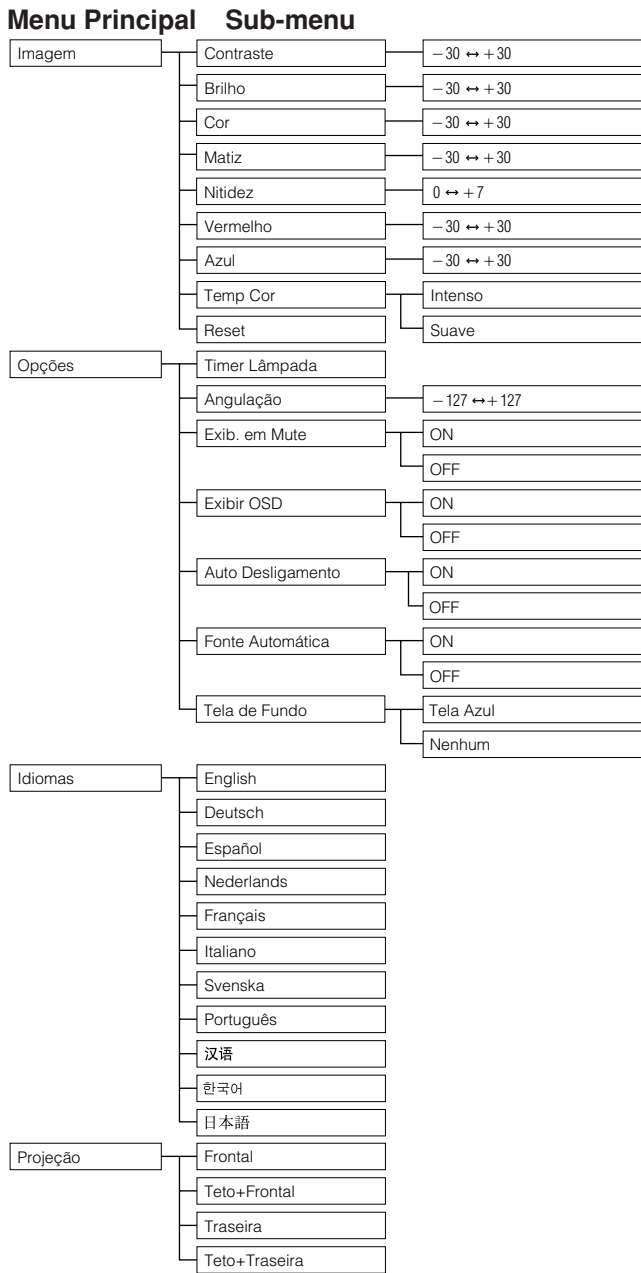 Menu Principal Sub-menu
Imagem Contraste −30 ↔ +30
Brilho −30 ↔ +30
Cor −30 ↔ +30
Matiz −30 ↔ +30
Nitidez 0 ↔ +7
Vermelho −30 ↔ +30
Azul −30 ↔ +30
Temp Cor Intenso
Reset Suave
Opções Timer Lâmpada
Angulação −127 ↔ +127
Exib. em Mute ON
OFF
Exibir OSD ON
OFF
Auto Desligamento ON
OFF
Fonte Automática ON
OFF
Tela de Fundo Tela Azul
Nenhum
Idiomas English
Deutsch
Español
Nederlands
Français
Italiano
Svenska
Português
汉语
한국어
日本語
Projeção Frontal
Teto+Frontal
Traseira
Teto+Traseira